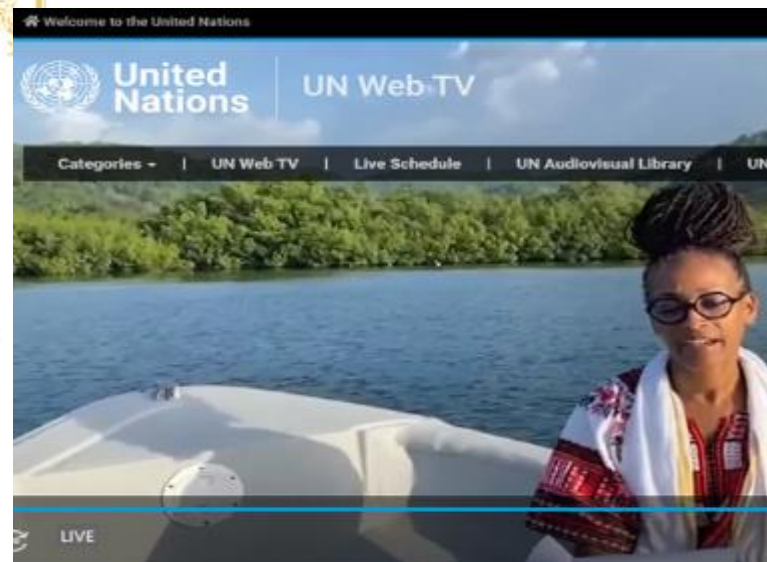 Welcome to the United Nations
United
Nations
UN Web TV
Categories | UN Web TV | Live Schedule | UN Audiovisual Library | UN
LIVE